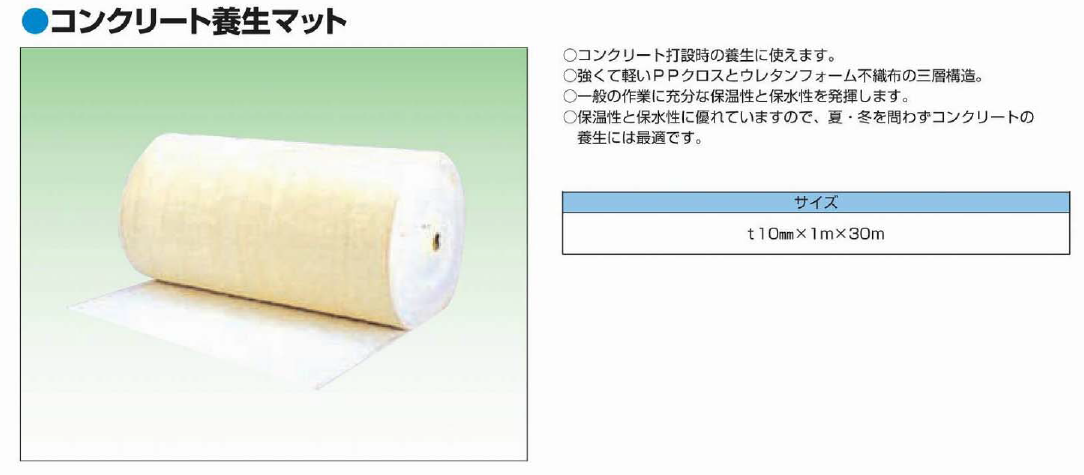 ●コンクリート養生マット
○コンクリート打設時の養生に使えます。
○強くて軽いPPクロスとウレタンフォーム不織布の三層構造。
○一般の作業に充分な保温性と保水性を発揮します。
○保温性と保水性に優れていますので、夏・冬を問わずコンクリートの
養生には最適です。
サイズ
t10㎜×1m×30m